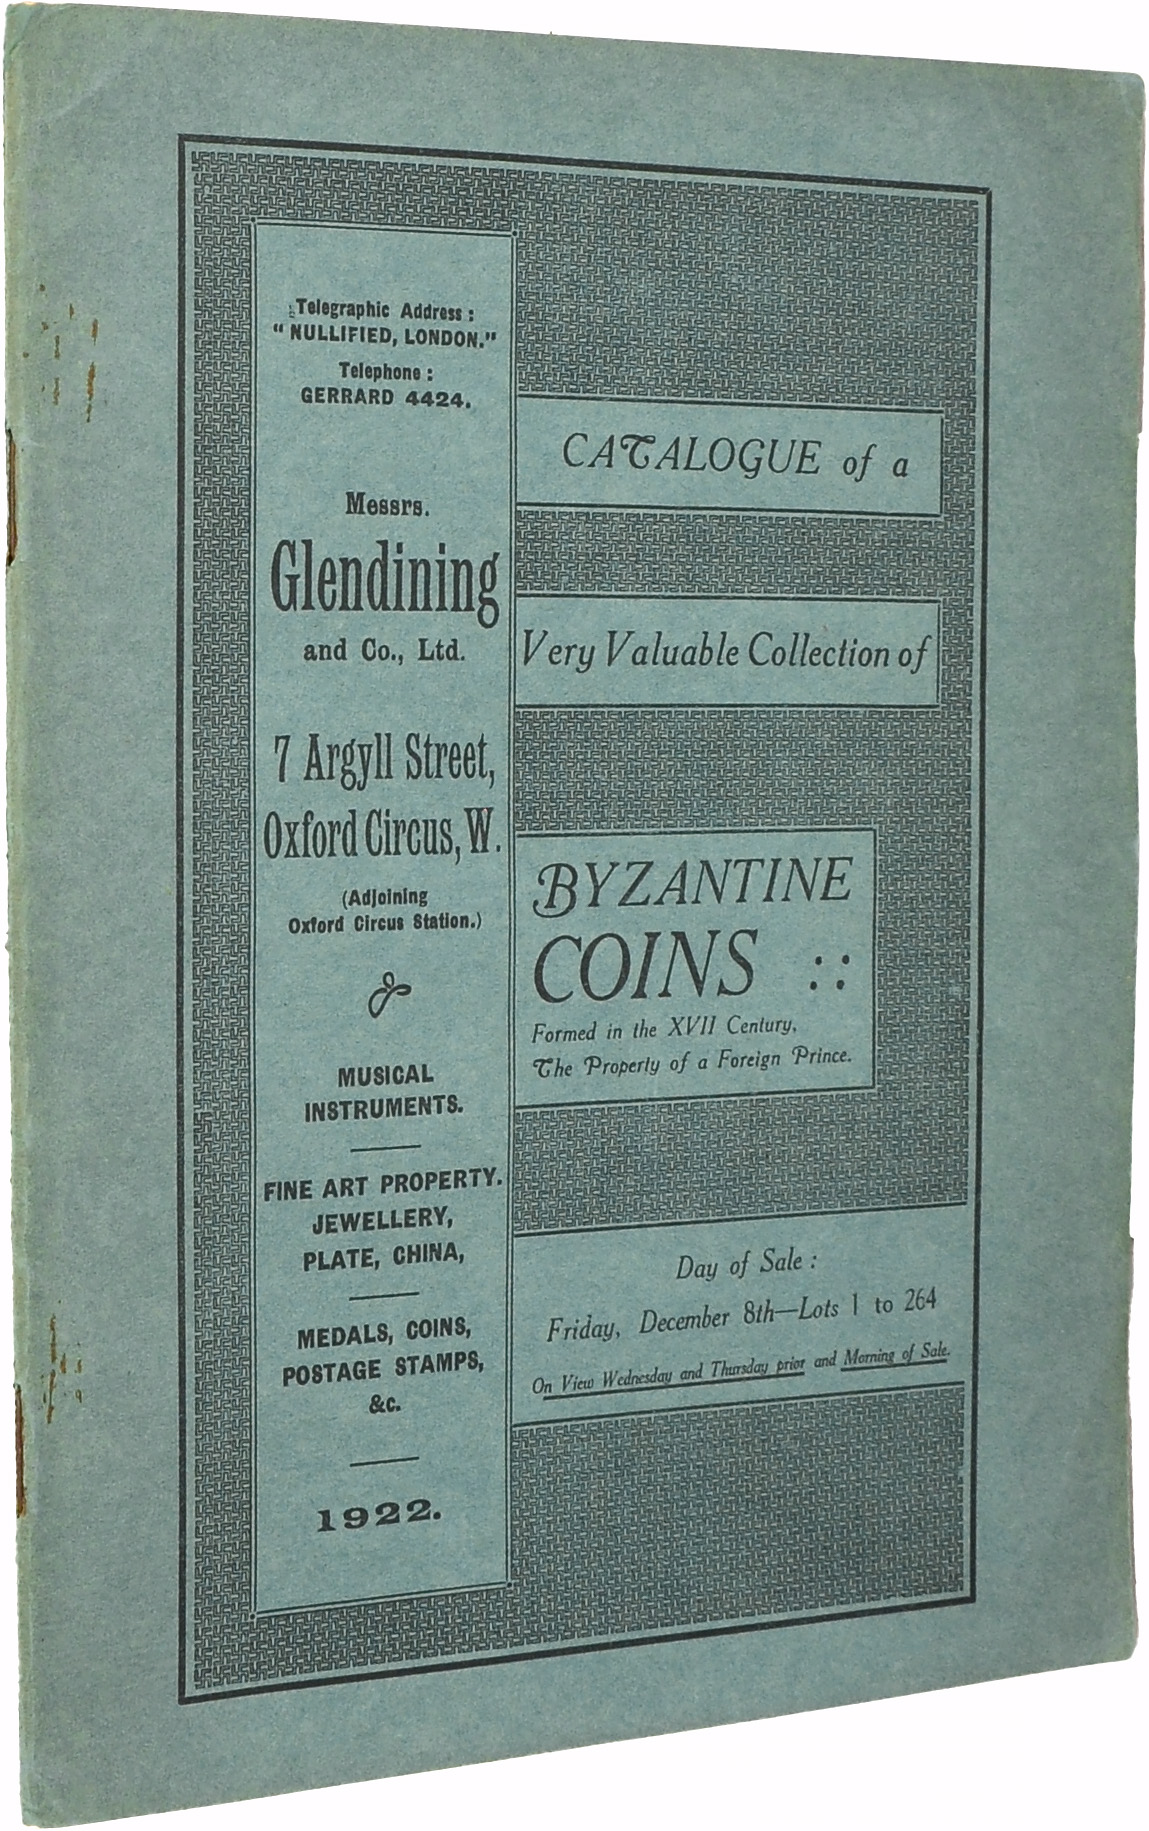 Telegraphic Address:
"NULLIFIED, LONDON."
Telephone:
GERRARD 4424.
Messrs.
Glendining
and Co., Ltd.
7 Argyll Street,
Oxford Circus, W.
(Adjoining
Oxford Circus Station.)
MUSICAL
INSTRUMENTS.
FINE ART PROPERTY.
JEWELLERY,
PLATE, CHINA,
MEDALS, COINS,
POSTAGE STAMPS,
&c.
1922.
CATALOGUE of a
Very Valuable Collection of
BYZANTINE
COINS ::
Formed in the XVII Century,
The Property of a Foreign Prince.
Day of Sale:
Friday, December 8th—Lots 1 to 264
On View Wednesday and Thursday prior and Morning of Sale.